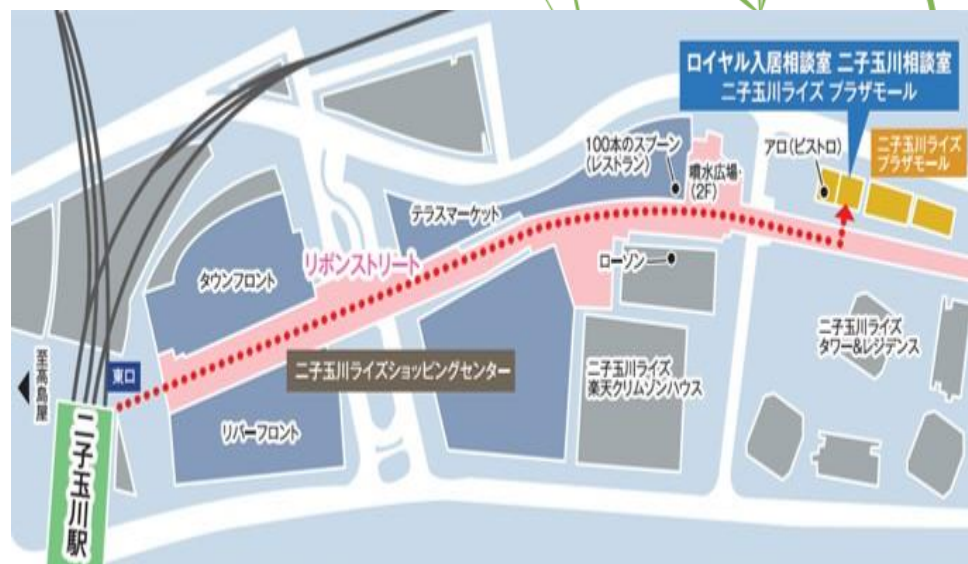 ロイヤル入居相談室 二子玉川相談室
二子玉川ライズ プラザモール
100本のスプーン
(レストラン)
噴水広場・
(2F)
アロ(ビストロ)
二子玉川ライズ
プラザモール
テラスマーケット
リボンストリート
タウンフロント
ローソン
二子玉川ライズ
タワー&レジデンス
至高島屋
東口
二子玉川ライズショッピングセンター
二子玉川ライズ
楽天クリムゾンハウス
リバーフロント
二子玉川駅